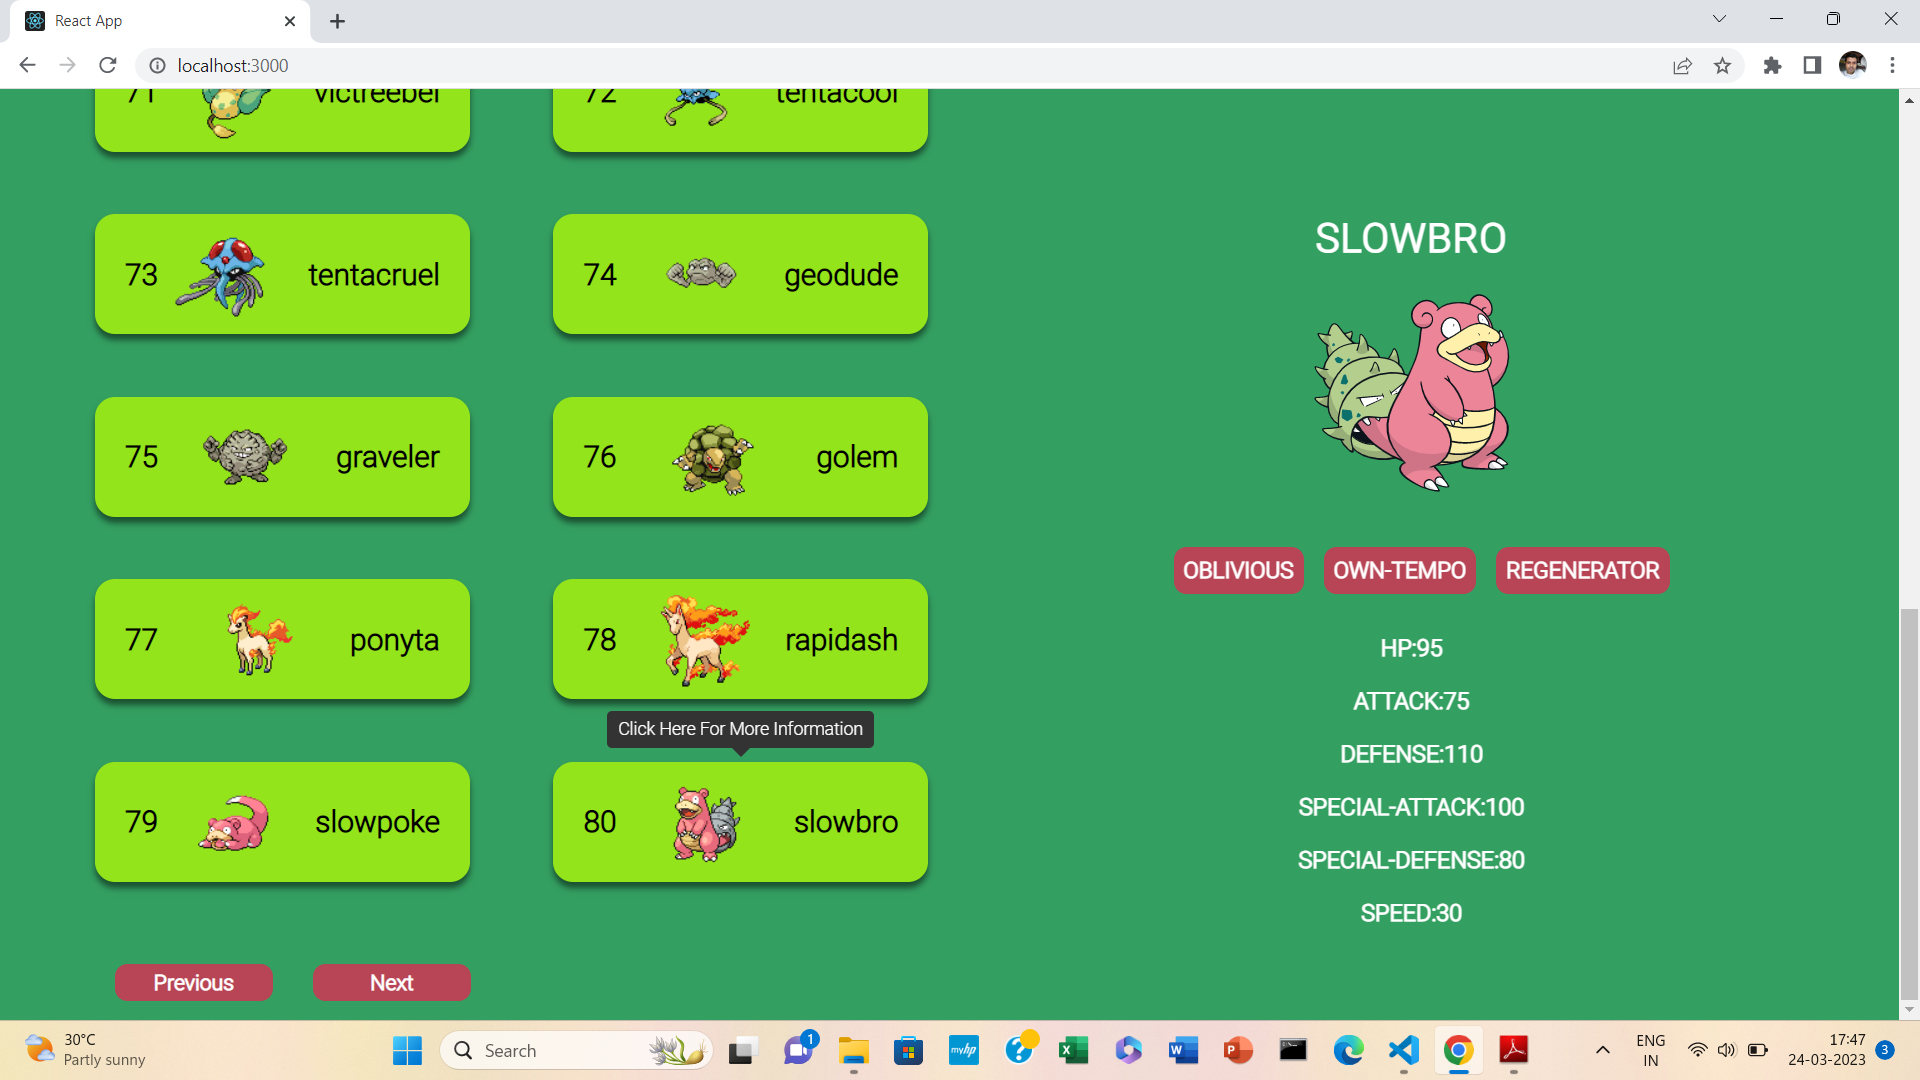 React App
localhost:3000
71 victreebel
72 tentacool
73 tentacruel
74 geodude
75 graveler
76 golem
77 ponyta
78 rapidash
Click Here For More Information
79 slowpoke
80 slowbro
Previous Next
SLOWBRO
OBLIVIOUS OWN-TEMPO REGENERATOR
HP:95
ATTACK:75
DEFENSE:110
SPECIAL-ATTACK:100
SPECIAL-DEFENSE:80
SPEED:30
30°C
Partly sunny
Search
1
myhp
ENG
IN
17:47
24-03-2023
3